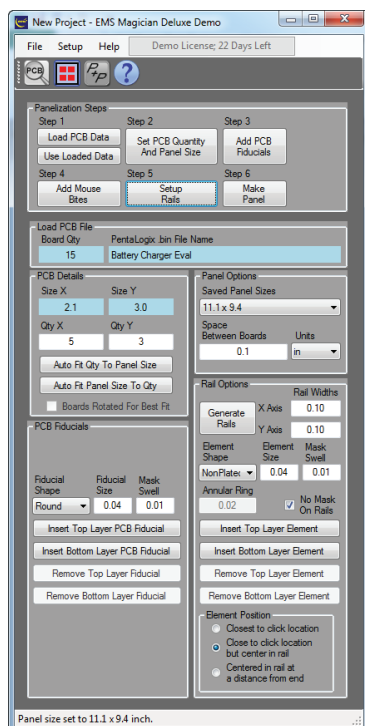 New Project - EMS Magician Deluxe Demo
File Setup Help Demo License; 22 Days Left
PCB P+P ?
Panelization Steps
Step 1 Step 2 Step 3
Load PCB Data
Use Loaded Data
Set PCB Quantity
And Panel Size
Add PCB
Fiducials
Step 4 Step 5 Step 6
Add Mouse
Bites
Setup
Rails
Make
Panel
Load PCB File
Board Qty PentaLogix .bin File Name
15 Battery Charger Eval
PCB Details
Size X Size Y
2.1 3.0
Qty X Qty Y
5 3
Auto Fit Qty To Panel Size
Auto Fit Panel Size To Qty
Boards Rotated For Best Fit
Panel Options
Saved Panel Sizes
11.1 x 9.4
Space
Between Boards Units
0.1 in
PCB Fiducials
Fiducial
Shape
Fiducial
Size
Mask
Swell
Round 0.04 0.01
Insert Top Layer PCB Fiducial
Insert Bottom Layer PCB Fiducial
Remove Top Layer Fiducial
Remove Bottom Layer Fiducial
Rail Options
Rail Widths
Generate
Rails
X Axis 0.10
Y Axis 0.10
Element
Shape
Element
Size
Mask
Swell
NonPlatec 0.04 0.01
Annular Ring
0.02
No Mask
On Rails
Insert Top Layer Element
Insert Bottom Layer Element
Remove Top Layer Element
Remove Bottom Layer Element
Element Position
Closest to click location
Close to click location
but center in rail
Centered in rail at
a distance from end
Panel size set to 11.1 x 9.4 inch.